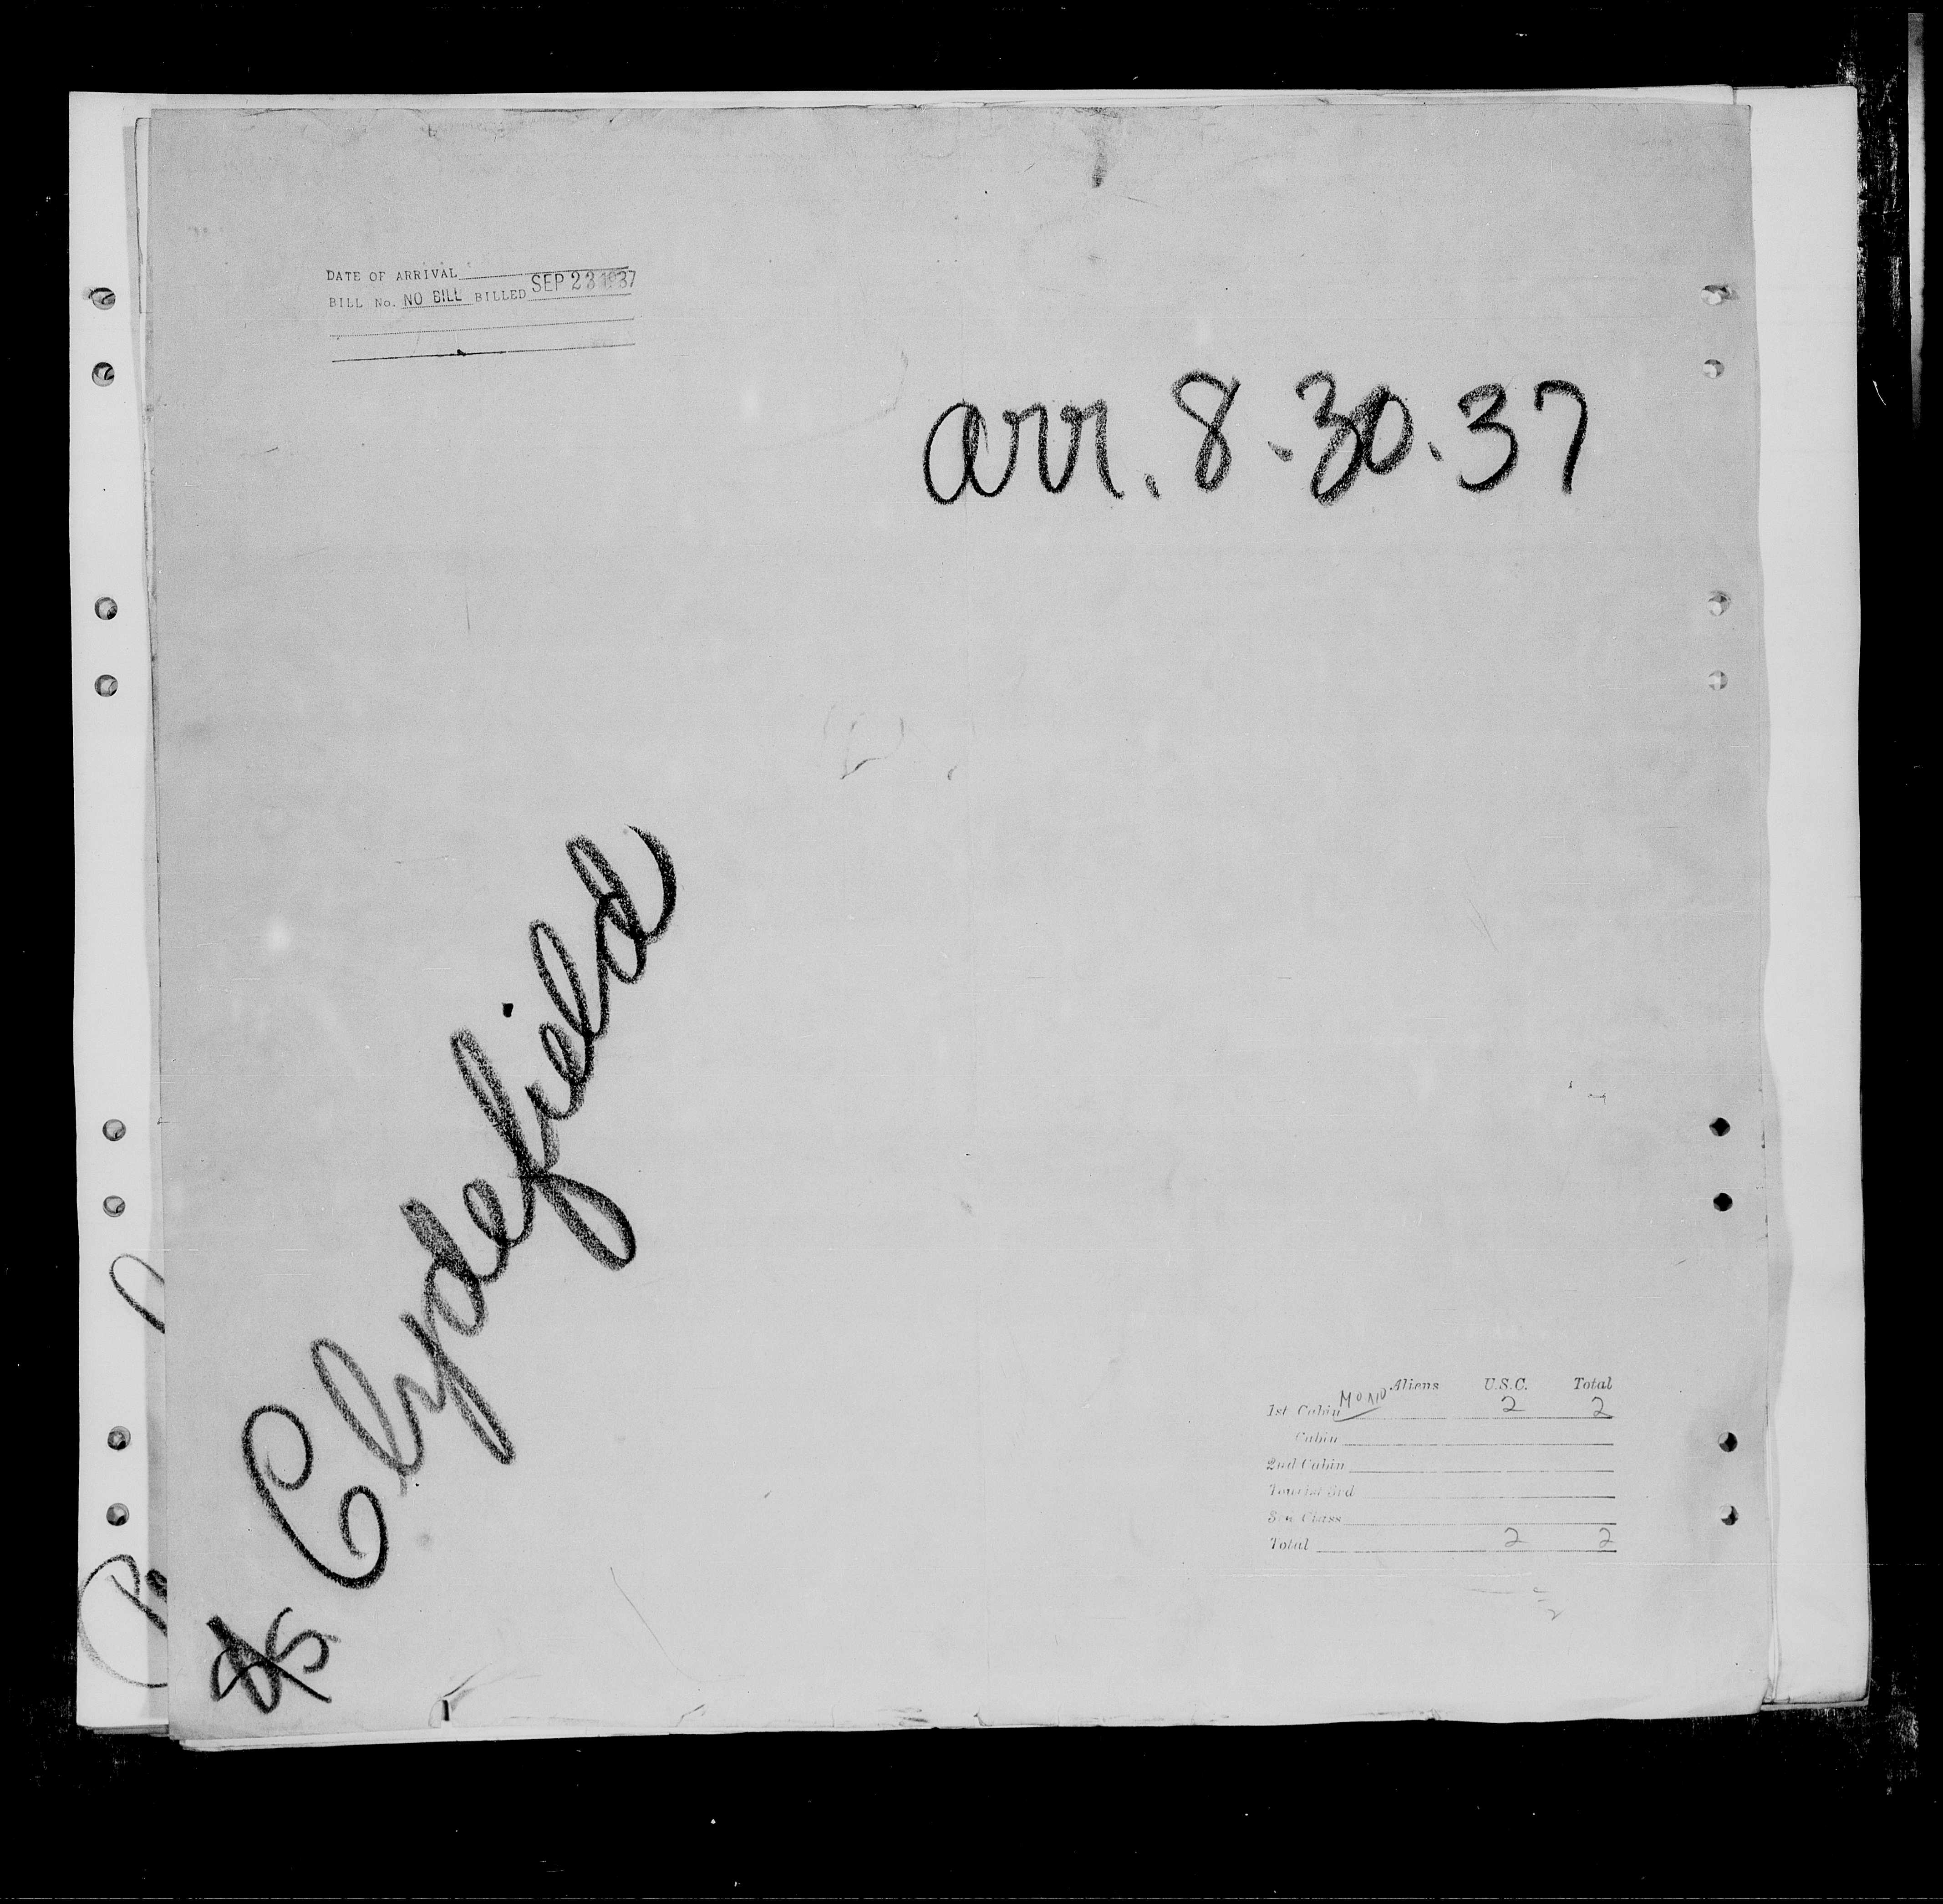 DATE OF ARRIVAL
BILL No. NO BILL BILLED SEP 23 1937
arr. 8.30.37
SS Clydefield
Aliens U.S.C. Total
1st Cabin 2 2
Cabin
2nd Cabin
Tourist 3rd
3rd Class
Total 2 2